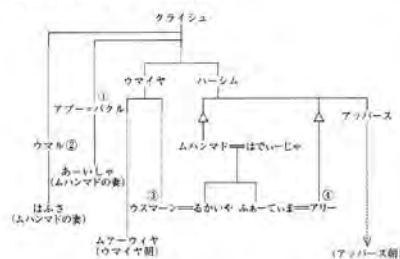 クライシュ
ウマイヤ ハーシム
①
アブー=バクル
アッバース
ウマル②
ムハンマド はでぃーじゃ
あーいしゃ
(ムハンマドの妻)
③ ④
はふさ
(ムハンマドの妻)
ウスマーン るかいや ふぁーてぃま アリー
ムアーウィヤ
(ウマイヤ朝)
(アッバース朝)